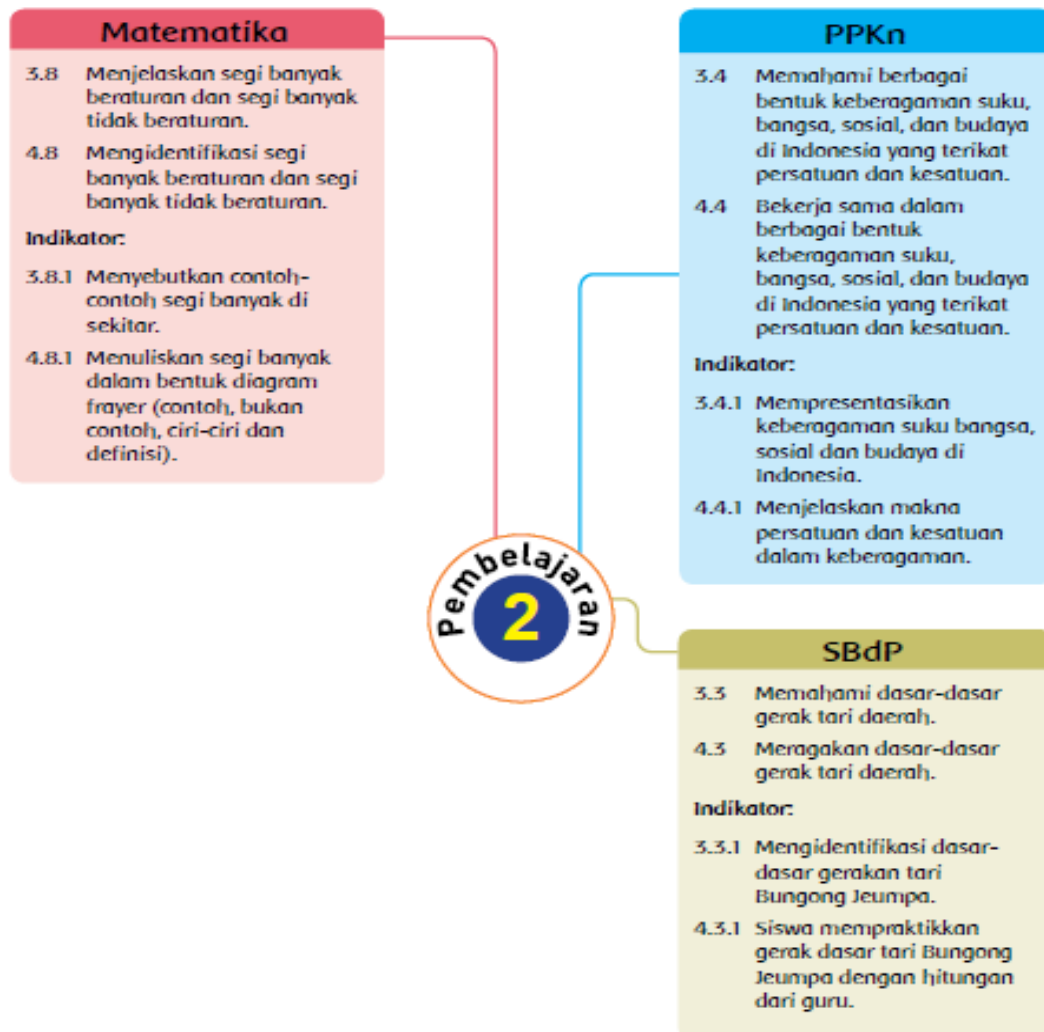 Matematika
3.8 Menjelaskan segi banyak
beraturan dan segi banyak
tidak beraturan.
4.8 Mengidentifikasi segi
banyak beraturan dan segi
banyak tidak beraturan.
Indikator:
3.8.1 Menyebutkan contoh-
contoh segi banyak di
sekitar.
4.8.1 Menuliskan segi banyak
dalam bentuk diagram
frayer (contoh, bukan
contoh, ciri-ciri dan
definisi).
PPKn
3.4 Memahami berbagai
bentuk keberagaman suku,
bangsa, sosial, dan budaya
di Indonesia yang terikat
persatuan dan kesatuan.
4.4 Bekerja sama dalam
berbagai bentuk
keberagaman suku,
bangsa, sosial, dan budaya
di Indonesia yang terikat
persatuan dan kesatuan.
Indikator:
3.4.1 Mempresentasikan
keberagaman suku bangsa,
sosial dan budaya di
Indonesia.
4.4.1 Menjelaskan makna
persatuan dan kesatuan
dalam keberagaman.
Pembelajaran
2
SBdP
3.3 Memahami dasar-dasar
gerak tari daerah.
4.3 Meragakan dasar-dasar
gerak tari daerah.
Indikator:
3.3.1 Mengidentifikasi dasar-
dasar gerakan tari
Bungong Jeumpa.
4.3.1 Siswa mempraktikkan
gerak dasar tari Bungong
Jeumpa dengan hitungan
dari guru.